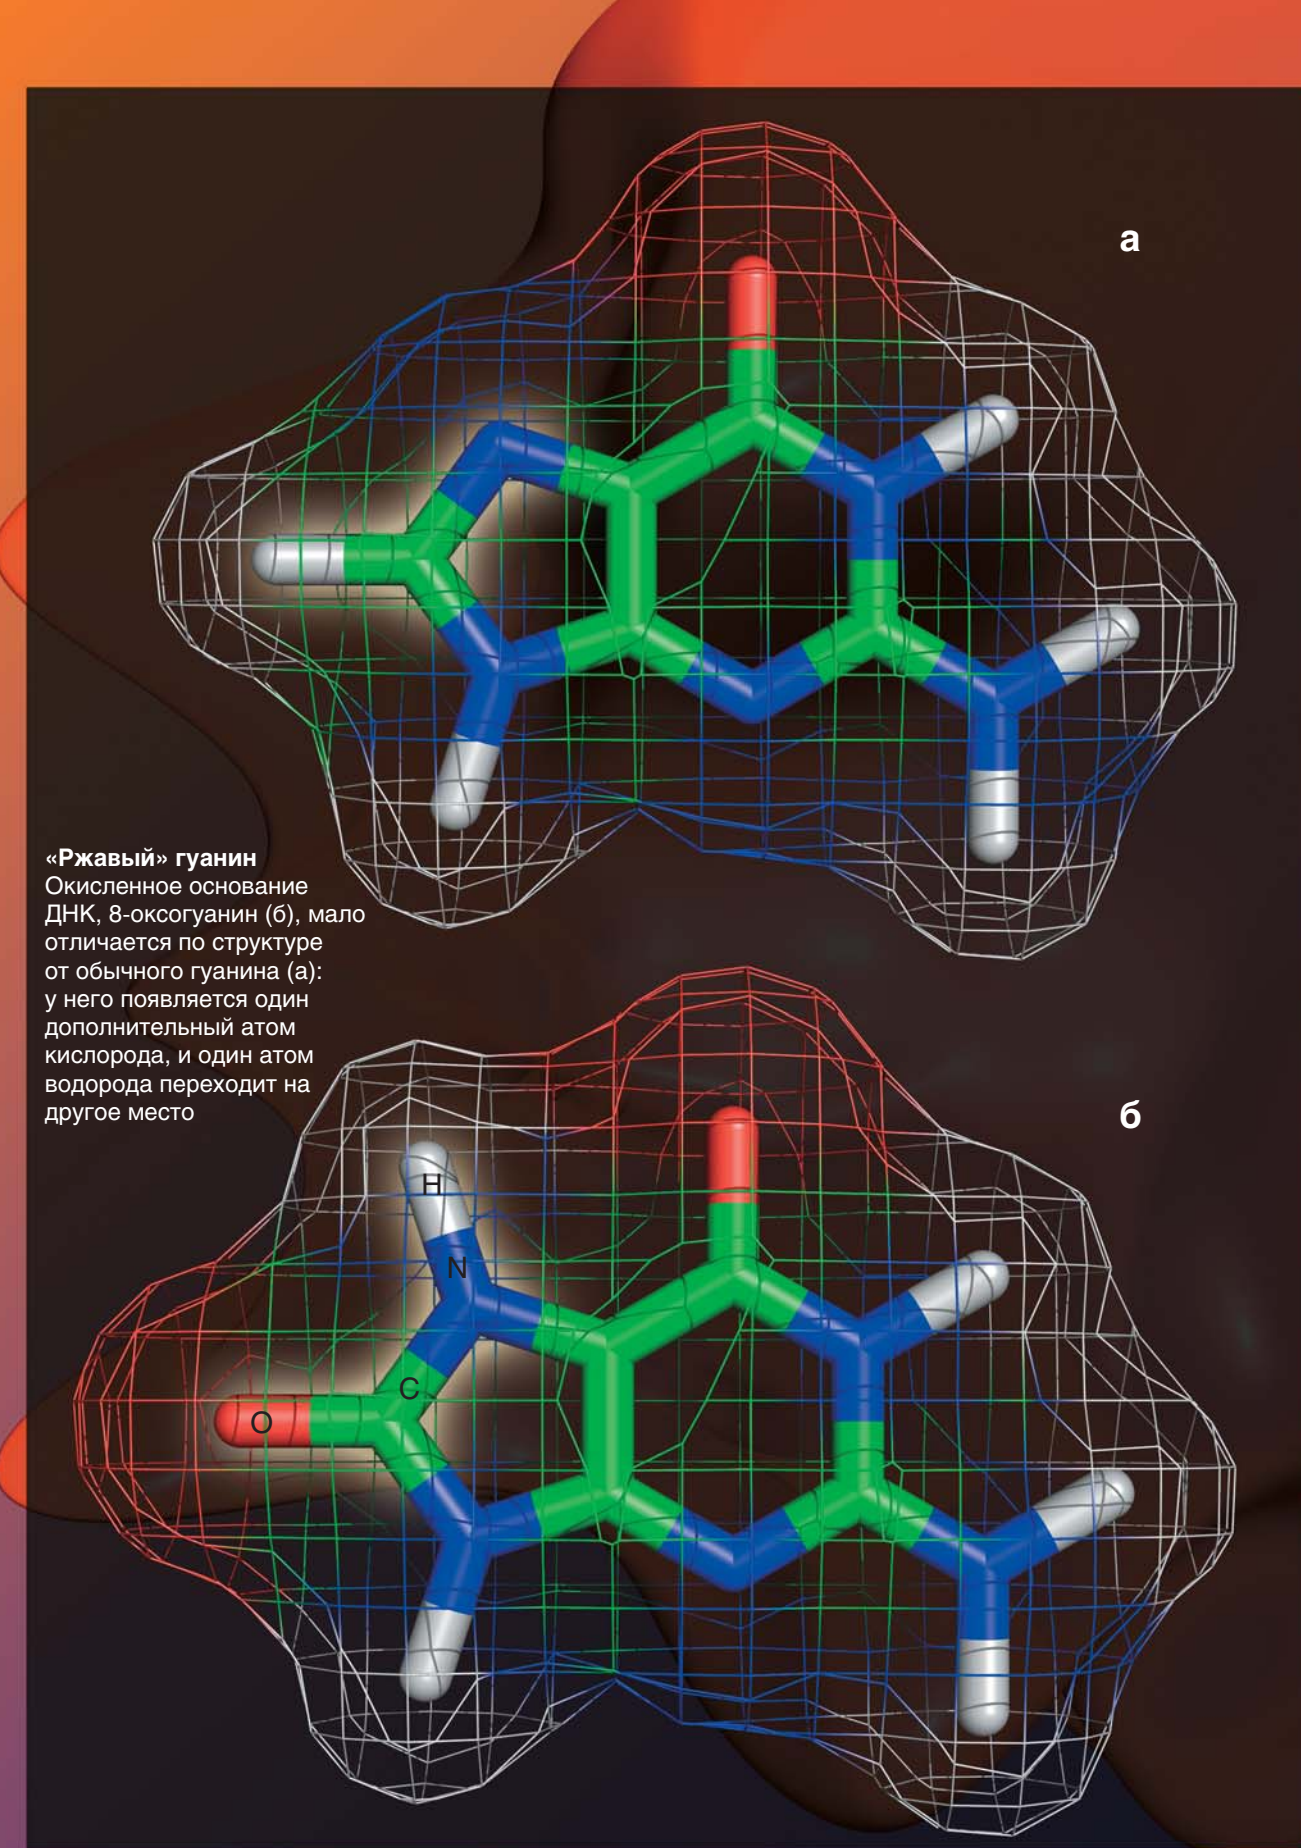 а
«Ржавый» гуанин
Окисленное основание
ДНК, 8-оксогуанин (б), мало
отличается по структуре
от обычного гуанина (а):
у него появляется один
дополнительный атом
кислорода, и один атом
водорода переходит на
другое место
б
H
N
C
O